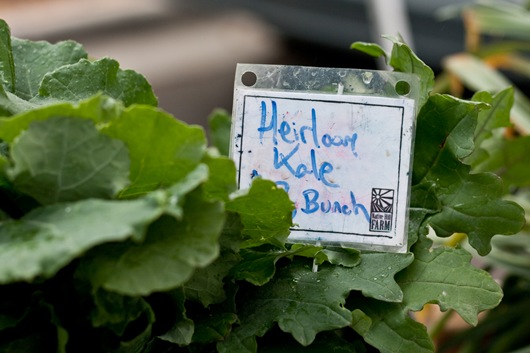 Heirloom
Kale
Bunch
FARM